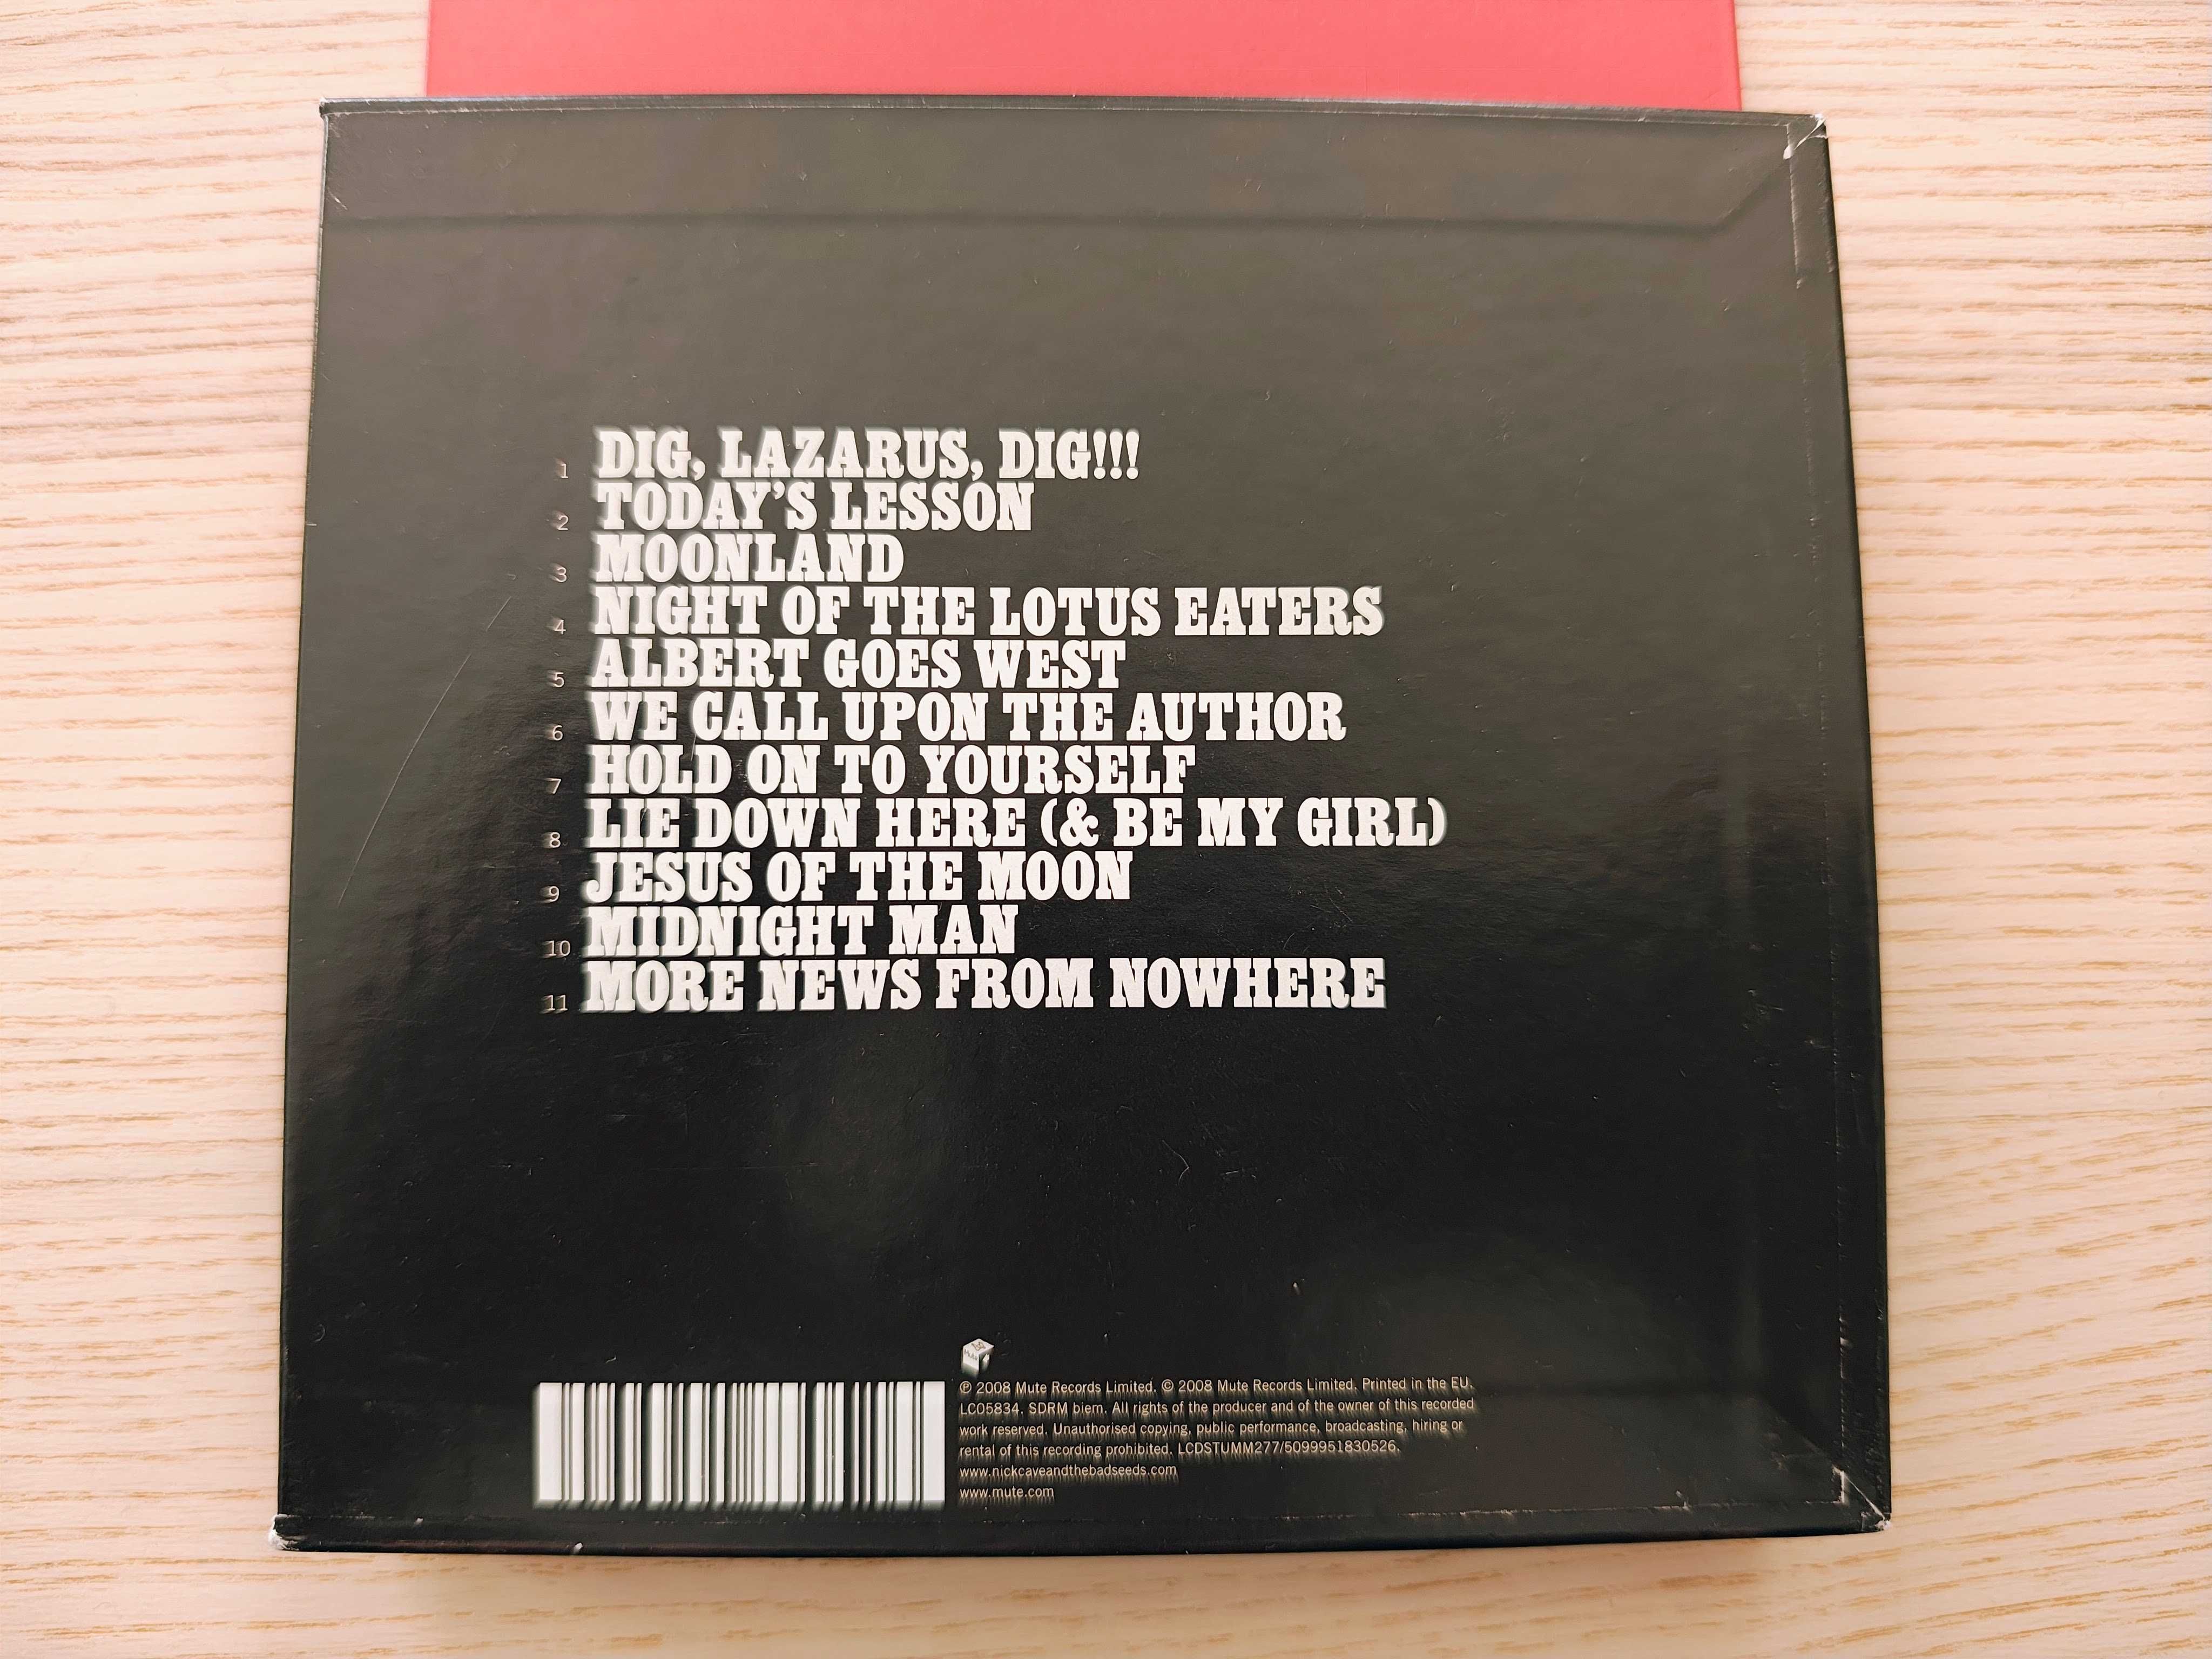 1 DIG, LAZARUS, DIG!!!
2 TODAY'S LESSON
3 MOONLAND
4 NIGHT OF THE LOTUS EATERS
5 ALBERT GOES WEST
6 WE CALL UPON THE AUTHOR
7 HOLD ON TO YOURSELF
8 LIE DOWN HERE (& BE MY GIRL)
9 JESUS OF THE MOON
10 MIDNIGHT MAN
11 MORE NEWS FROM NOWHERE
℗ 2008 Mute Records Limited. © 2008 Mute Records Limited. Printed in the EU.
LC05834. SDRM biem. All rights of the producer and of the owner of this recorded
work reserved. Unauthorised copying, public performance, broadcasting, hiring or
rental of this recording prohibited. LCDSTUMM277/5099951830526.
www.nickcaveandthebadseeds.com
www.mute.com